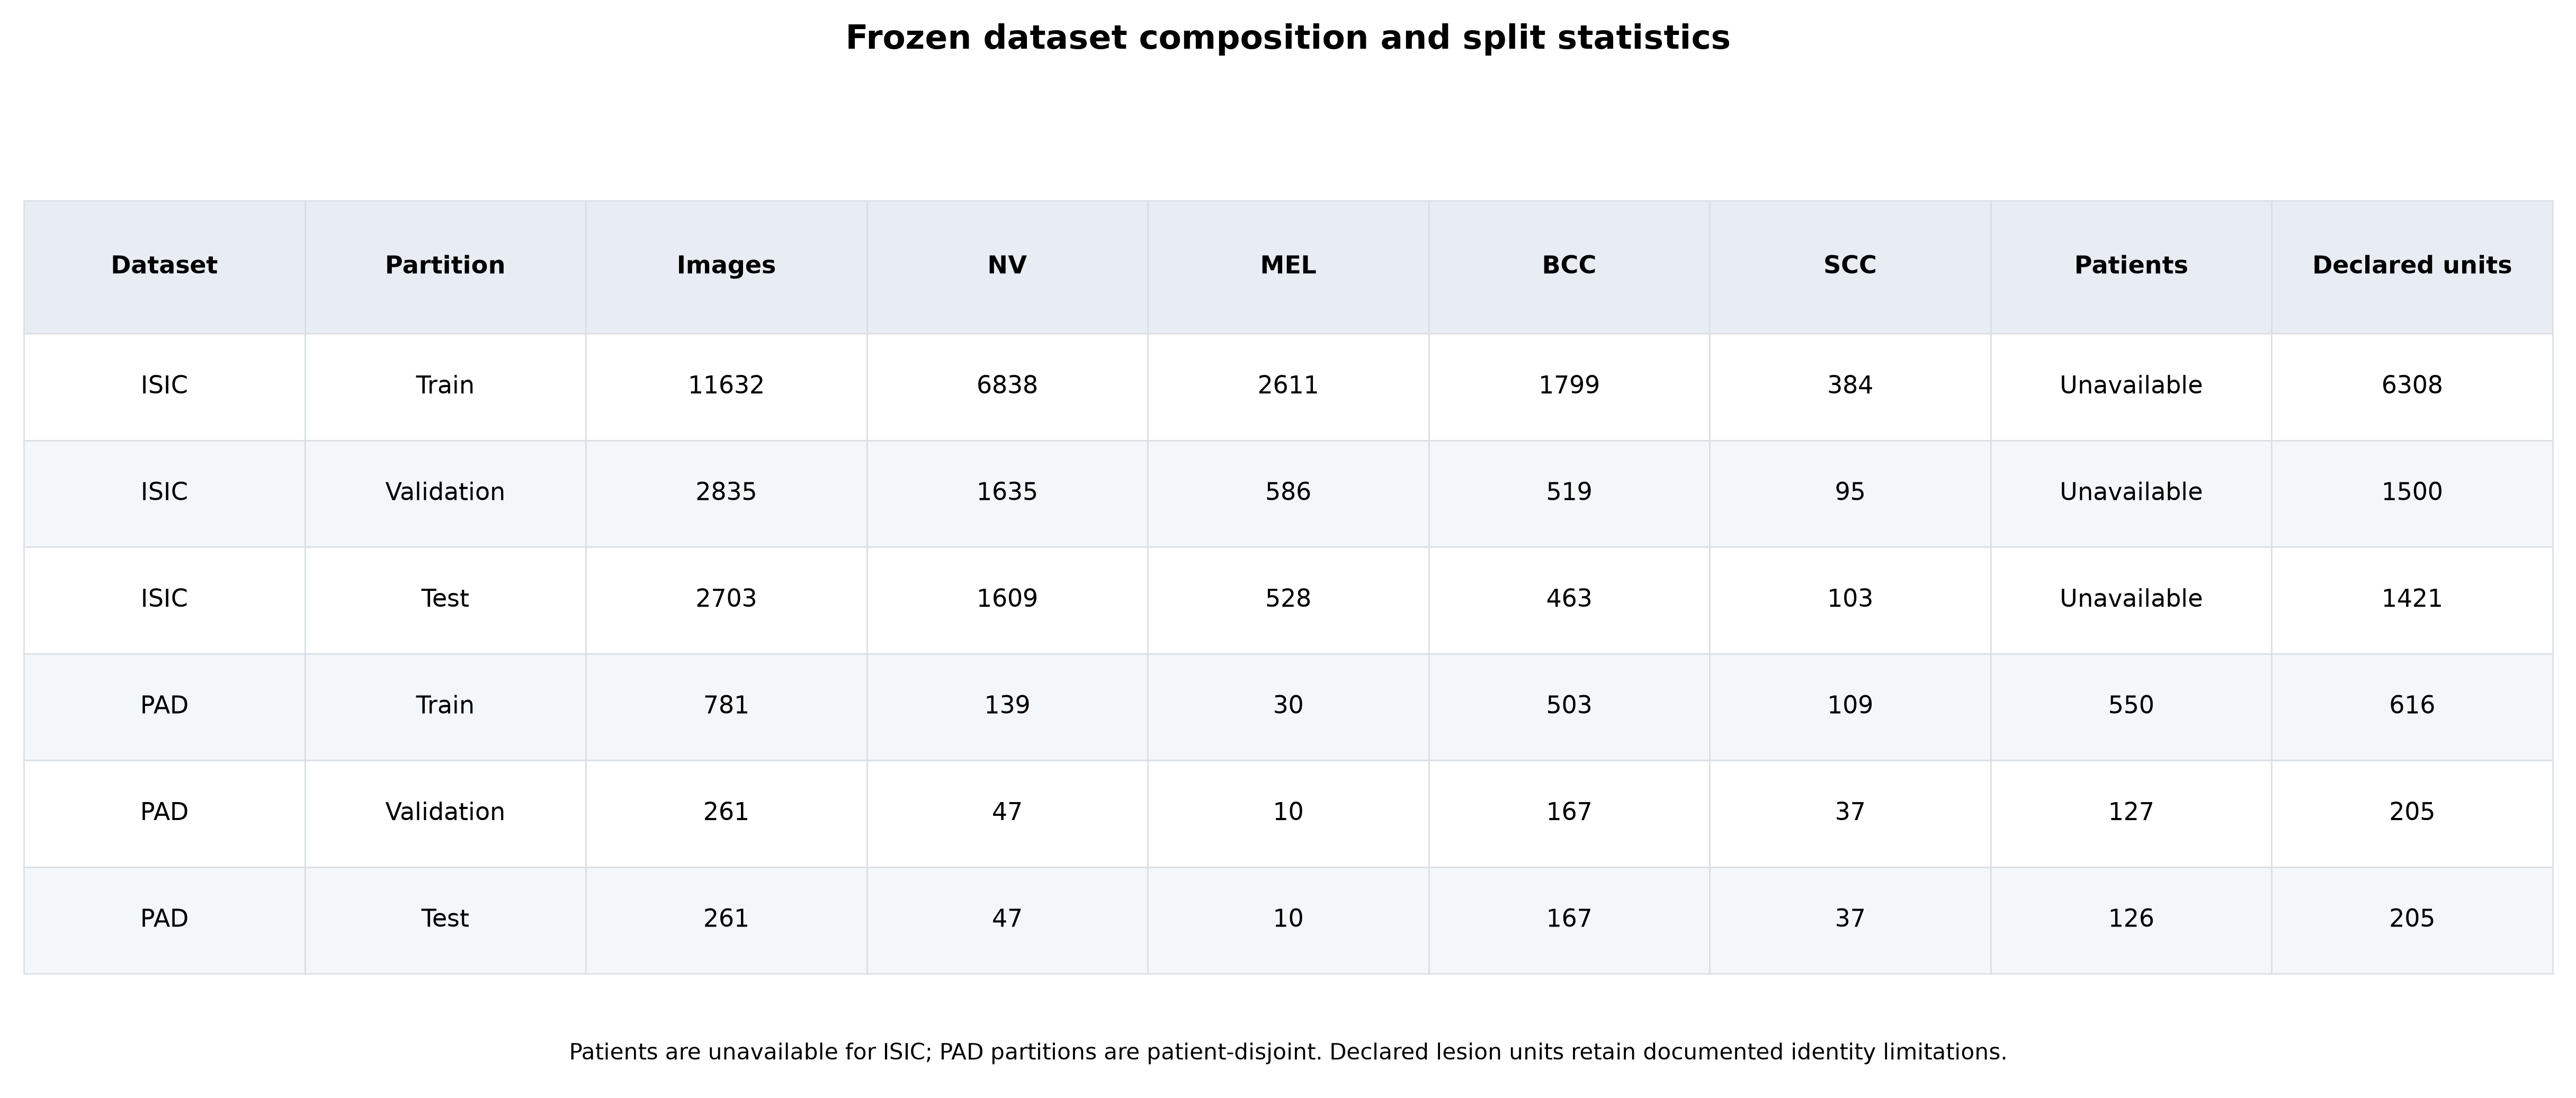 Frozen dataset composition and split statistics
Dataset Partition Images NV MEL BCC SCC Patients Declared units
ISIC Train 11632 6838 2611 1799 384 Unavailable 6308
ISIC Validation 2835 1635 586 519 95 Unavailable 1500
ISIC Test 2703 1609 528 463 103 Unavailable 1421
PAD Train 781 139 30 503 109 550 616
PAD Validation 261 47 10 167 37 127 205
PAD Test 261 47 10 167 37 126 205
Patients are unavailable for ISIC; PAD partitions are patient-disjoint. Declared lesion units retain documented identity limitations.